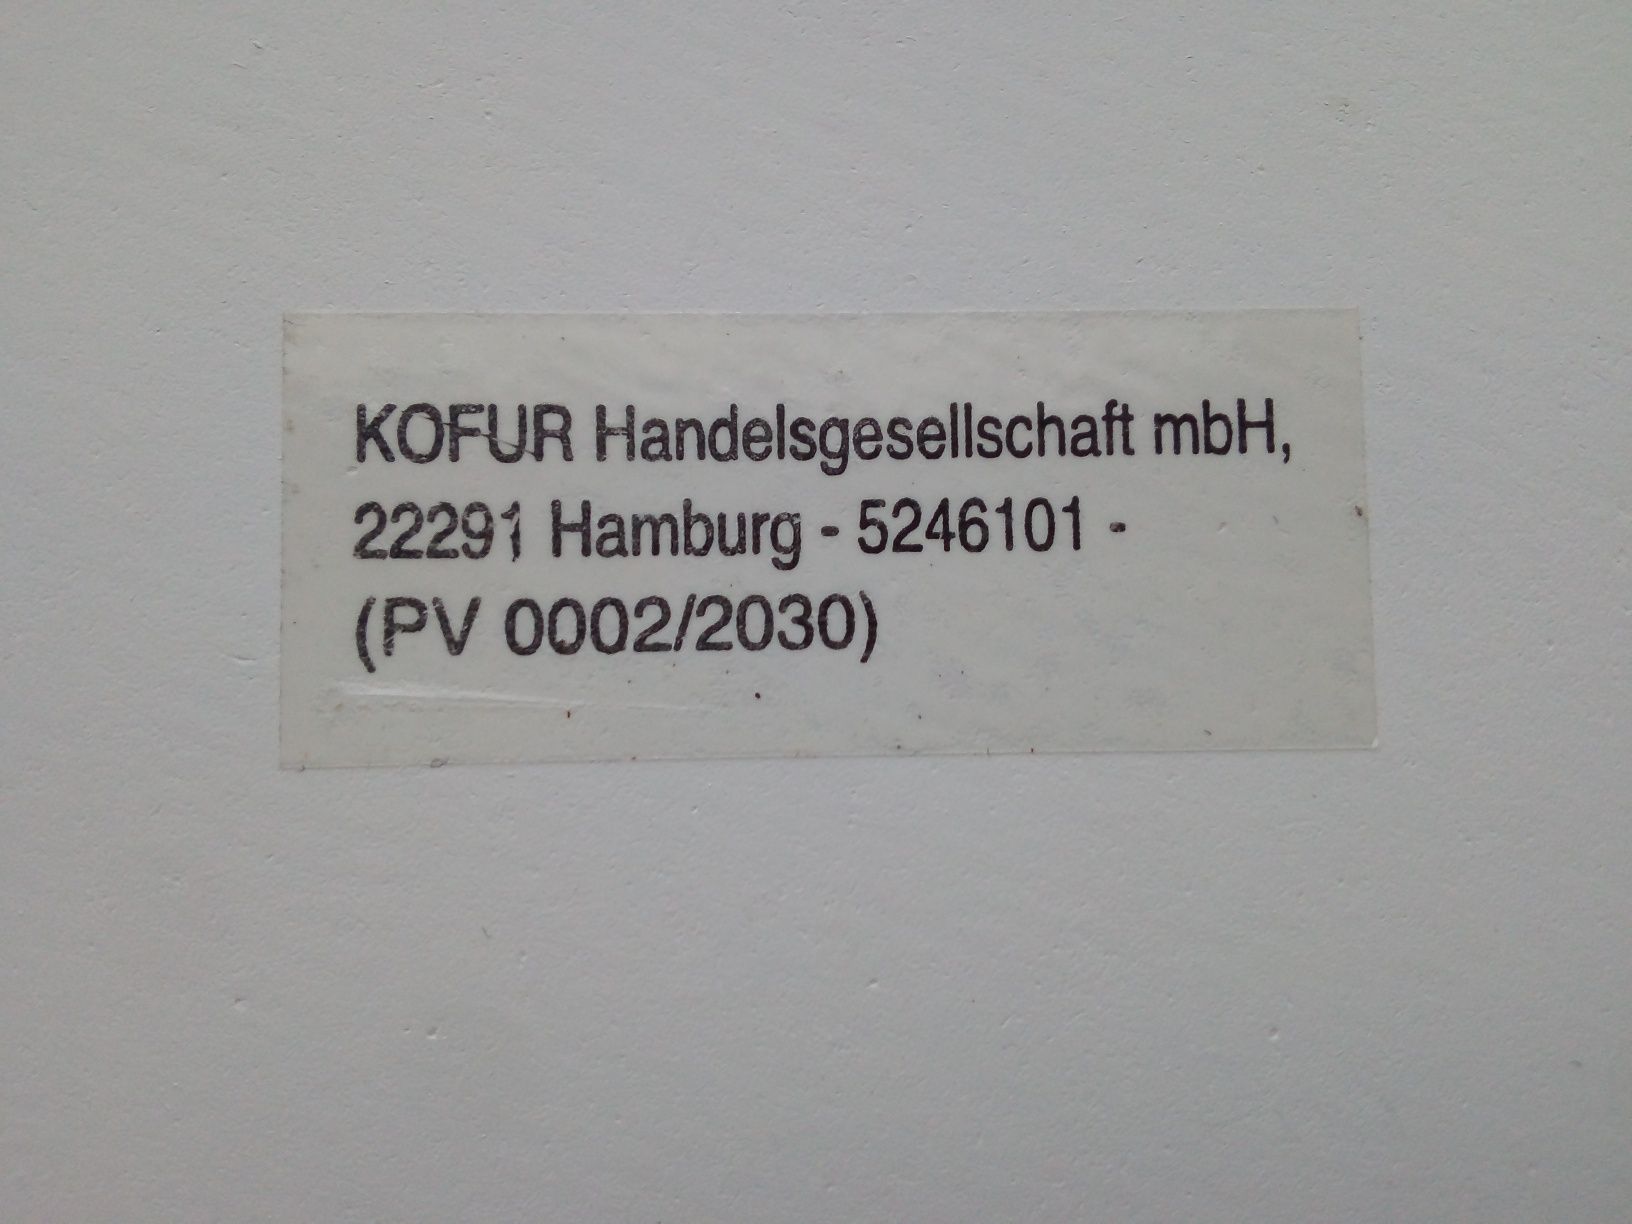 KOFUR Handelsgesellschaft mbH,
22291 Hamburg - 5246101 -
(PV 0002/2030)